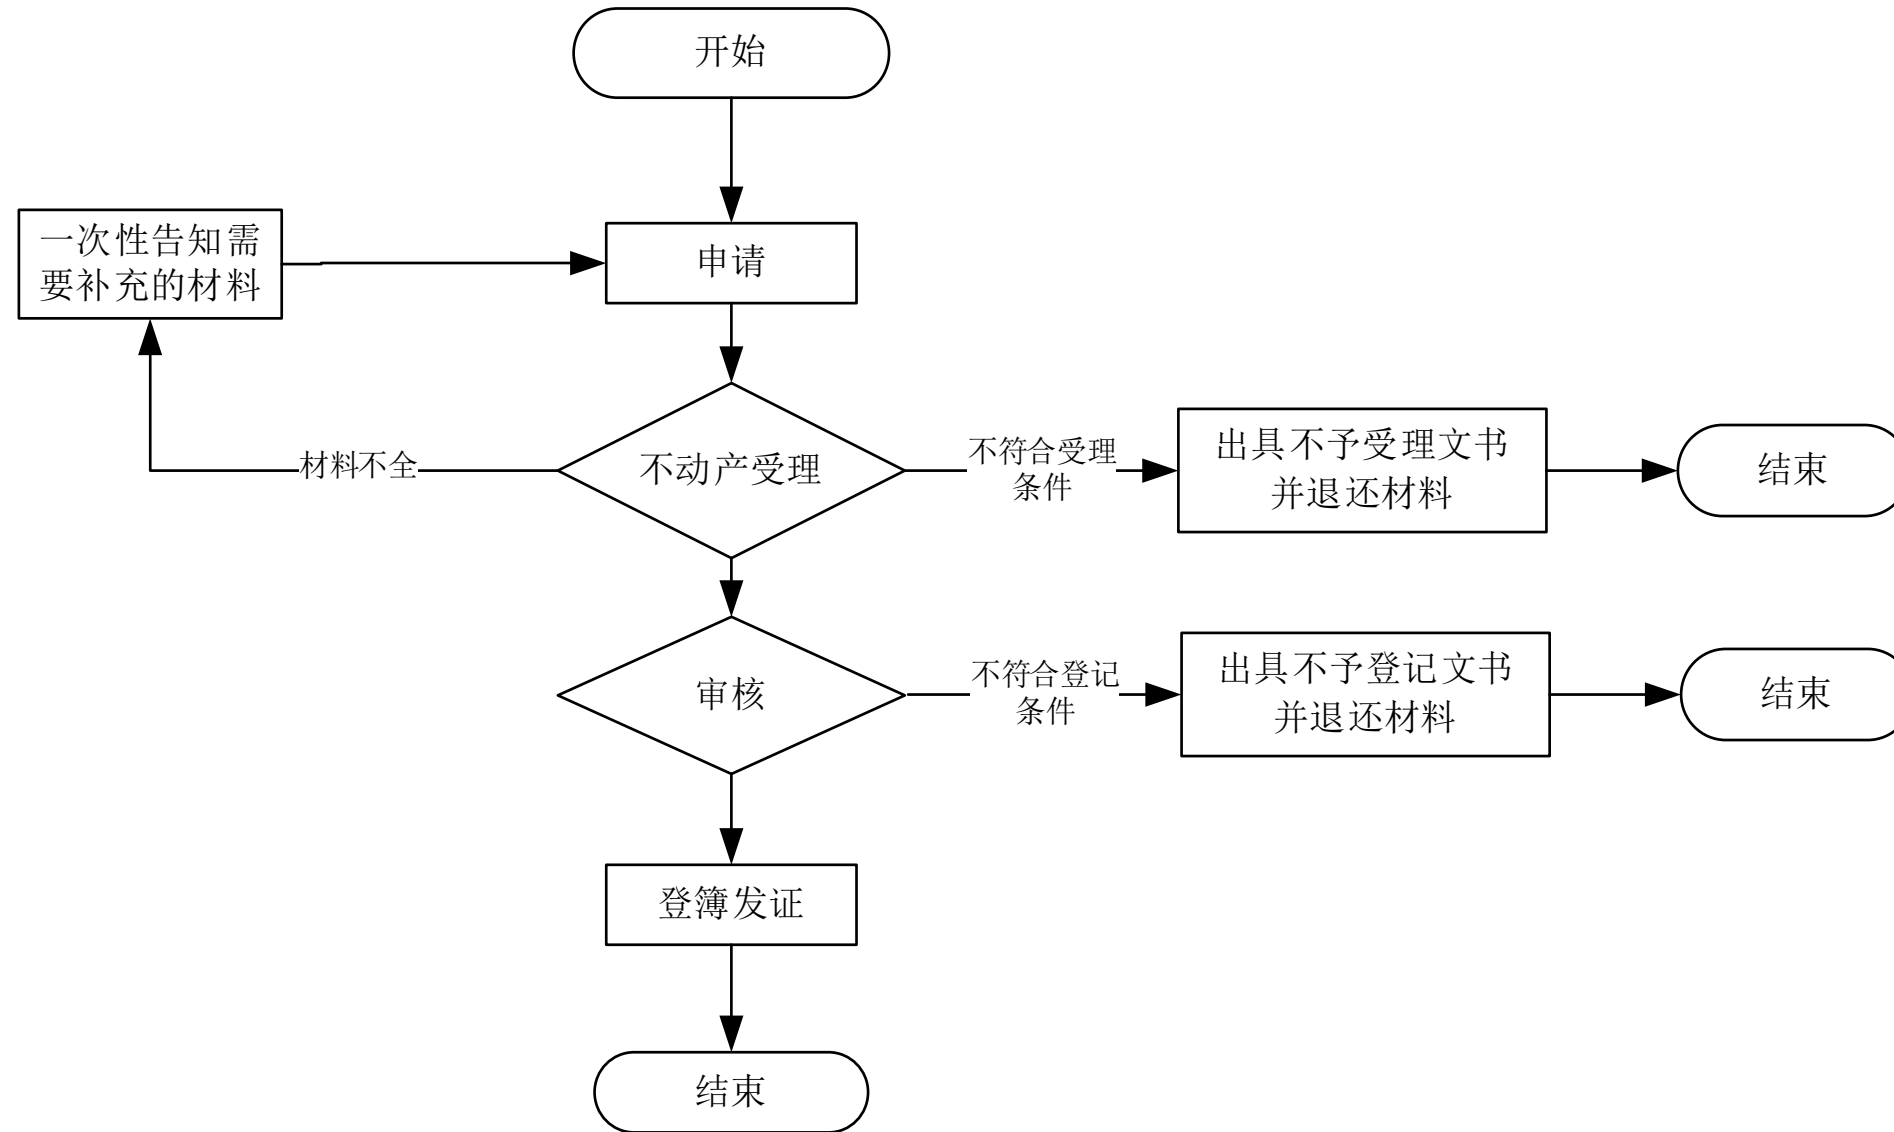 开始
一次性告知需
要补充的材料
申请
材料不全
不动产受理
不符合受理
条件
出具不予受理文书
并退还材料
结束
审核
不符合登记
条件
出具不予登记文书
并退还材料
结束
登簿发证
结束